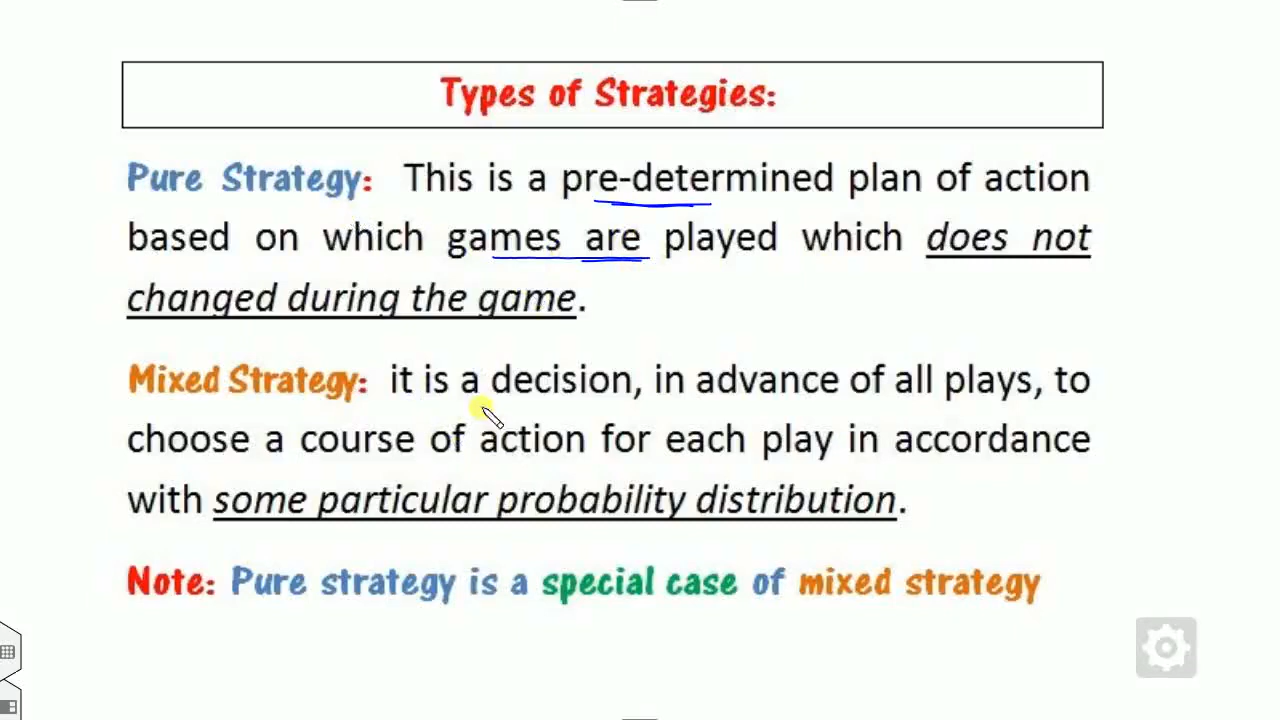 Types of Strategies:
Pure Strategy: This is a pre-determined plan of action
based on which games are played which does not
changed during the game.
Mixed Strategy: it is a decision, in advance of all plays, to
choose a course of action for each play in accordance
with some particular probability distribution.
Note: Pure strategy is a special case of mixed strategy